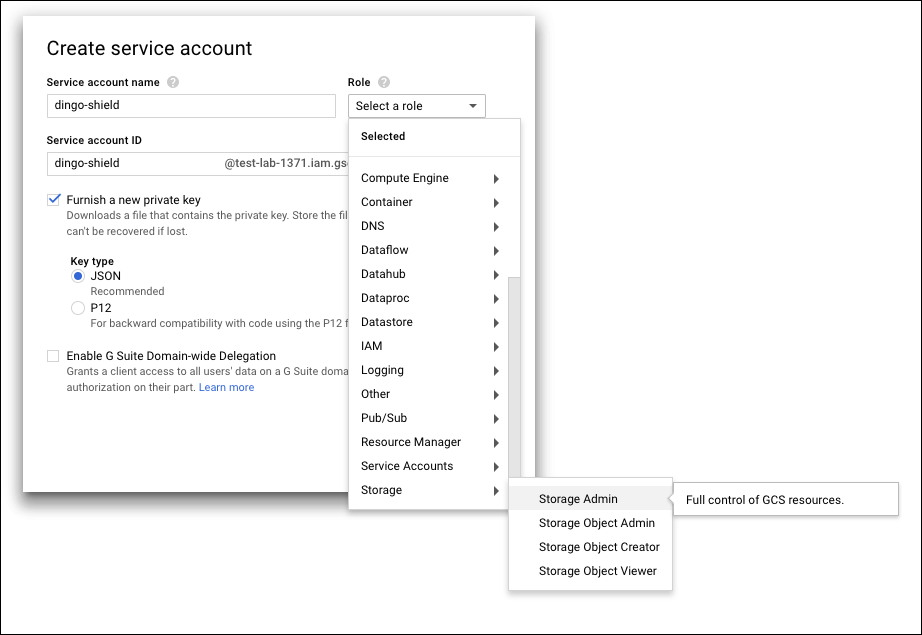 Create service account
Service account name
Role
dingo-shield
Select a role
Selected
Service account ID
dingo-shield @test-lab-1371.iam.gs
Furnish a new private key
Downloads a file that contains the private key. Store the fil
can't be recovered if lost.
Key type
JSON
Recommended
P12
For backward compatibility with code using the P12 f
Enable G Suite Domain-wide Delegation
Grants a client access to all users' data on a G Suite doma
authorization on their part. Learn more
Compute Engine
Container
DNS
Dataflow
Datahub
Dataproc
Datastore
IAM
Logging
Other
Pub/Sub
Resource Manager
Service Accounts
Storage
Storage Admin
Full control of GCS resources.
Storage Object Admin
Storage Object Creator
Storage Object Viewer